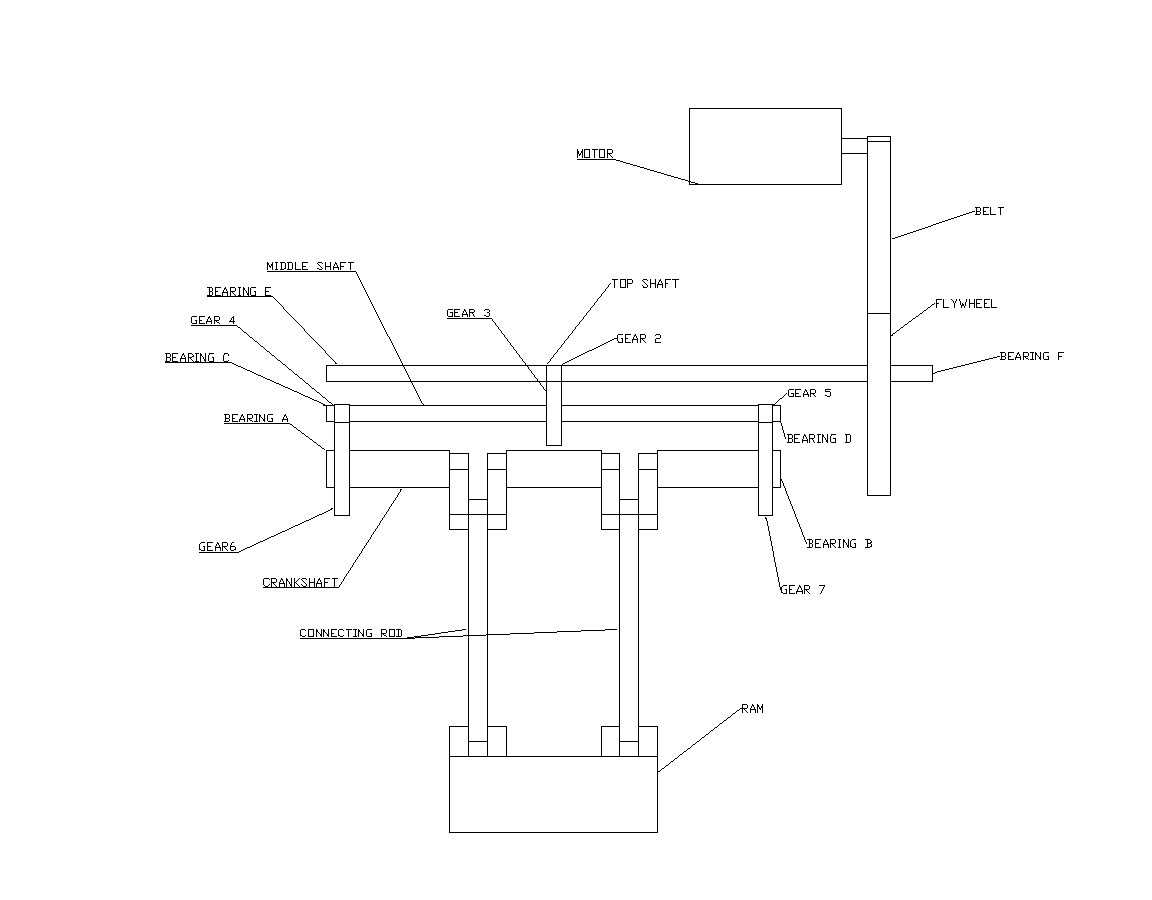 MOTOR
BELT
MIDDLE SHAFT
TOP SHAFT
BEARING E
FLYWHEEL
GEAR 3
GEAR 4
GEAR 2
BEARING C
BEARING F
GEAR 5
BEARING A
BEARING D
GEAR6
BEARING B
CRANKSHAFT
GEAR 7
CONNECTING ROD
RAM